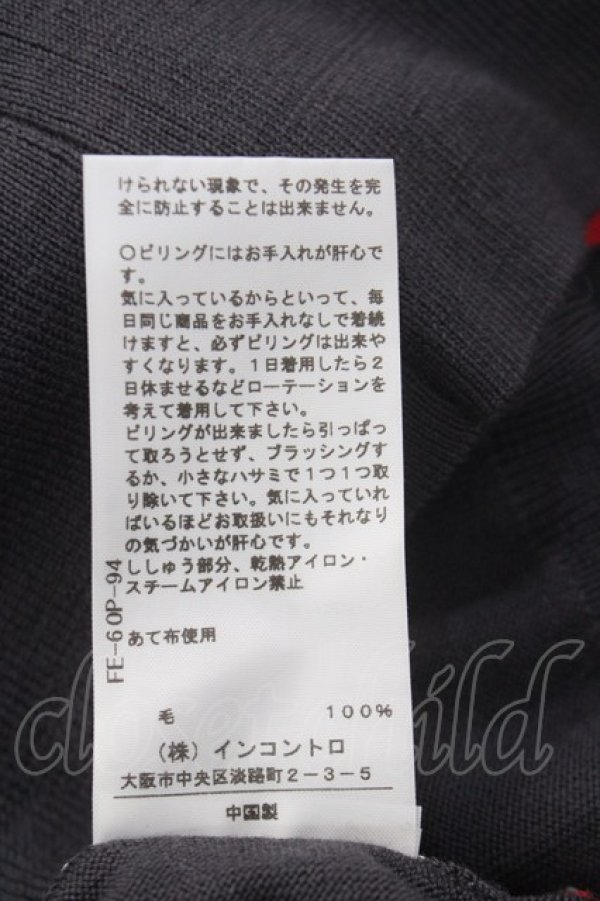 けられない現象で、その発生を完
全に防止することは出来ません。
○ピリングにはお手入れが肝心で
す。
気に入っているからといって、毎
日同じ商品をお手入れなしで着続
けますと、必ずピリングは出来や
すくなります。1日着用したら2
日休ませるなどローテーションを
考えて着用して下さい。
ピリングが出来ましたら引っぱっ
て取ろうとせず、ブラッシングす
るか、小さなハサミで1つ1つ取
り除いて下さい。気に入っていれ
ばいるほどお取扱いにもそれなり
の気づかいが肝心です。
ししゅう部分、乾熱アイロン・
スチームアイロン禁止
FE-60P-94
あて布使用
毛 100%
(株) インコントロ
大阪市中央区淡路町2-3-5
中国製
closet child